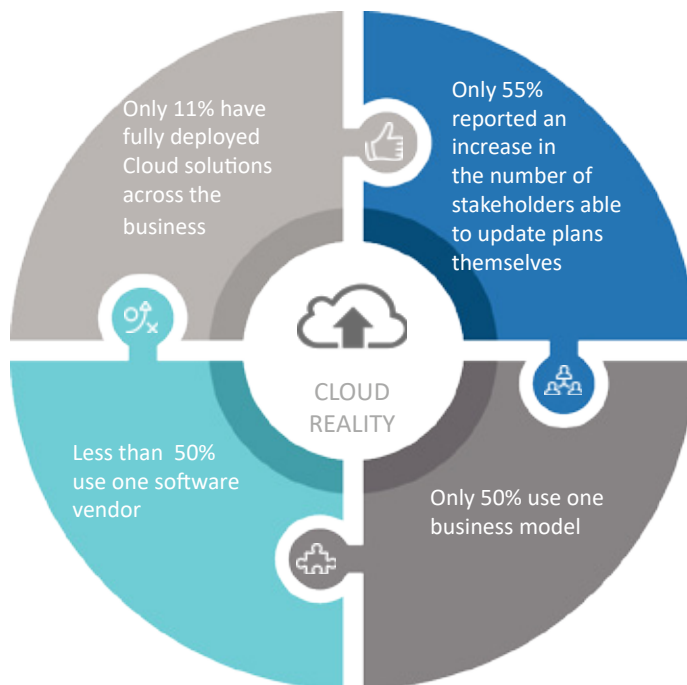 Only 11% have
fully deployed
Cloud solutions
across the
business
Only 55%
reported an
increase in
the number of
stakeholders able
to update plans
themselves
CLOUD
REALITY
Less than  50%
use one software
vendor
Only 50% use one
business model